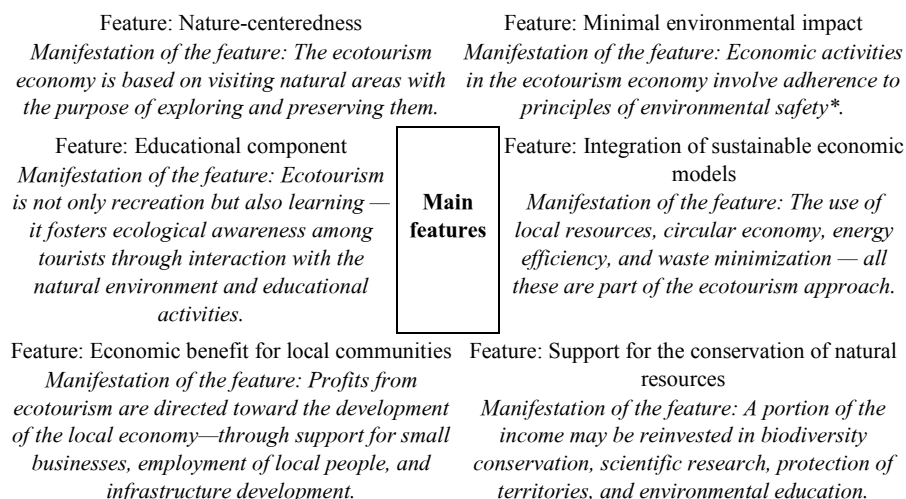 Feature: Nature-centeredness
Manifestation of the feature: The ecotourism
economy is based on visiting natural areas with
the purpose of exploring and preserving them.
Feature: Minimal environmental impact
Manifestation of the feature: Economic activities
in the ecotourism economy involve adherence to
principles of environmental safety*.
Feature: Educational component
Manifestation of the feature: Ecotourism
is not only recreation but also learning —
it fosters ecological awareness among
tourists through interaction with the
natural environment and educational
activities.
Main
features
Feature: Integration of sustainable economic
models
Manifestation of the feature: The use of
local resources, circular economy, energy
efficiency, and waste minimization — all
these are part of the ecotourism approach.
Feature: Economic benefit for local communities
Manifestation of the feature: Profits from
ecotourism are directed toward the development
of the local economy—through support for small
businesses, employment of local people, and
infrastructure development.
Feature: Support for the conservation of natural
resources
Manifestation of the feature: A portion of the
income may be reinvested in biodiversity
conservation, scientific research, protection of
territories, and environmental education.